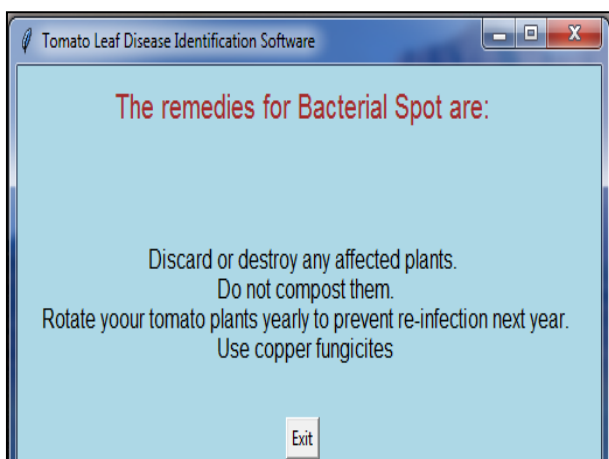 Tomato Leaf Disease Identification Software
The remedies for Bacterial Spot are:
Discard or destroy any affected plants.
Do not compost them.
Rotate yoour tomato plants yearly to prevent re-infection next year.
Use copper fungicites
Exit